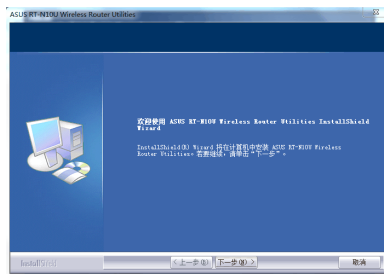 ASUS RT-N10U Wireless Router Utilities
欢迎使用 ASUS RT-N10U Wireless Router Utilities InstallShield
Wizard
InstallShield(R) Wizard 将在计算机中安装 ASUS RT-N10U Wireless
Router Utilities。若要继续，请单击“下一步”。
InstallShield
< 上一步(B)
下一步(N) >
取消